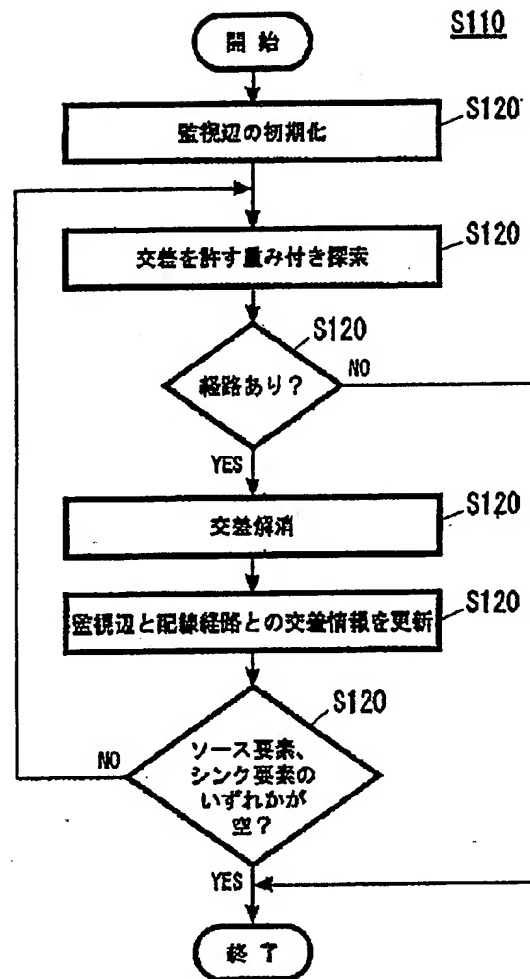 S110
開始
S120
監視辺の初期化
S120
交差を許す重み付き探索
S120
経路あり?
NO
YES
S120
交差解消
S120
監視辺と配線経路との交差情報を更新
S120
ソース要素、
シンク要素の
いずれかが
空?
NO
YES
終了